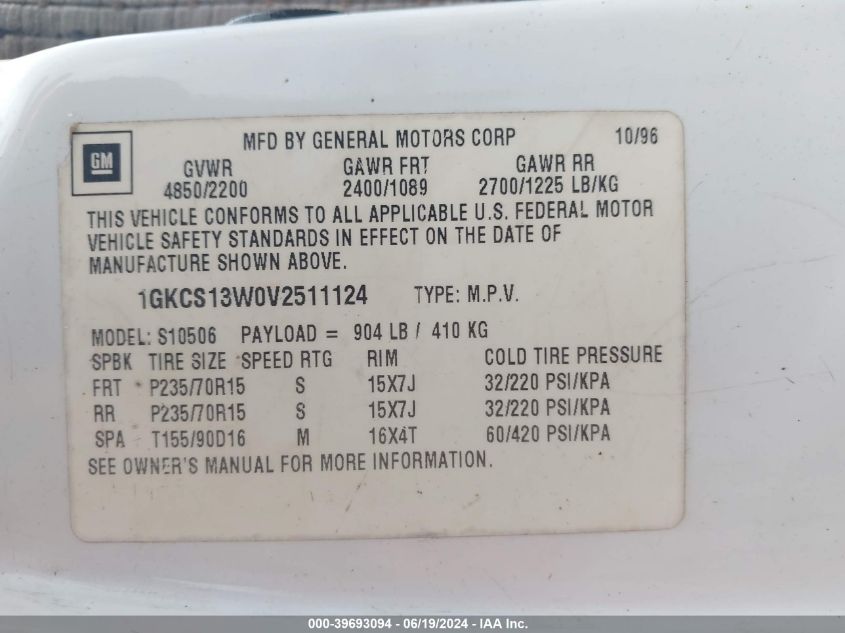 GM
MFD BY GENERAL MOTORS CORP 10/96
GVWR GAWR FRT GAWR RR
4850/2200 2400/1089 2700/1225 LB/KG
THIS VEHICLE CONFORMS TO ALL APPLICABLE U.S. FEDERAL MOTOR
VEHICLE SAFETY STANDARDS IN EFFECT ON THE DATE OF
MANUFACTURE SHOWN ABOVE.
1GKCS13W0V2511124 TYPE: M.P.V.
MODEL: S10506 PAYLOAD = 904 LB / 410 KG
SPBK TIRE SIZE SPEED RTG RIM COLD TIRE PRESSURE
FRT P235/70R15 S 15X7J 32/220 PSI/KPA
RR P235/70R15 S 15X7J 32/220 PSI/KPA
SPA T155/90D16 M 16X4T 60/420 PSI/KPA
SEE OWNER'S MANUAL FOR MORE INFORMATION.
000-39693094 - 06/19/2024 - IAA Inc.